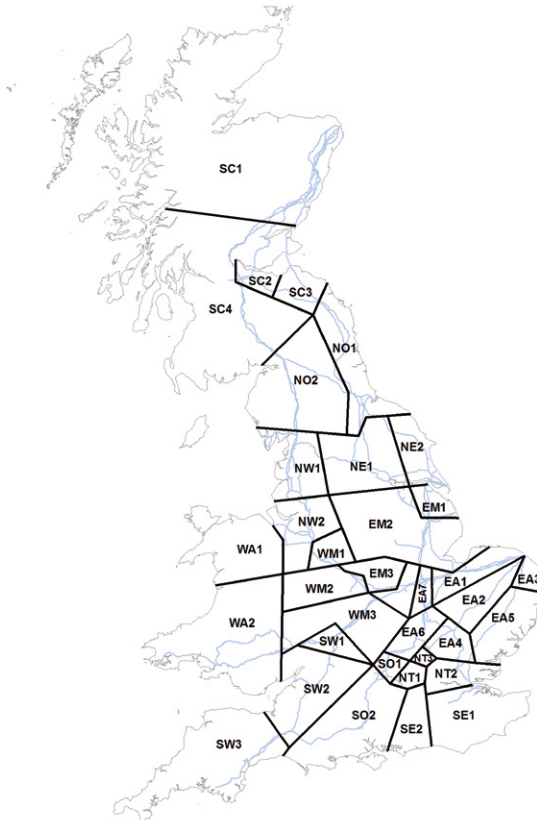 SC1
SC2
SC3
SC4
NO1
NO2
NE2
NW1
NE1
EM1
NW2
EM2
WA1
WM1
EM3
EA1
EA3
WM2
EA7
EA2
WM3
EA5
WA2
EA6
SW1
EA4
SO1
NT3
NT1
NT2
SW2
SO2
SE1
SE2
SW3